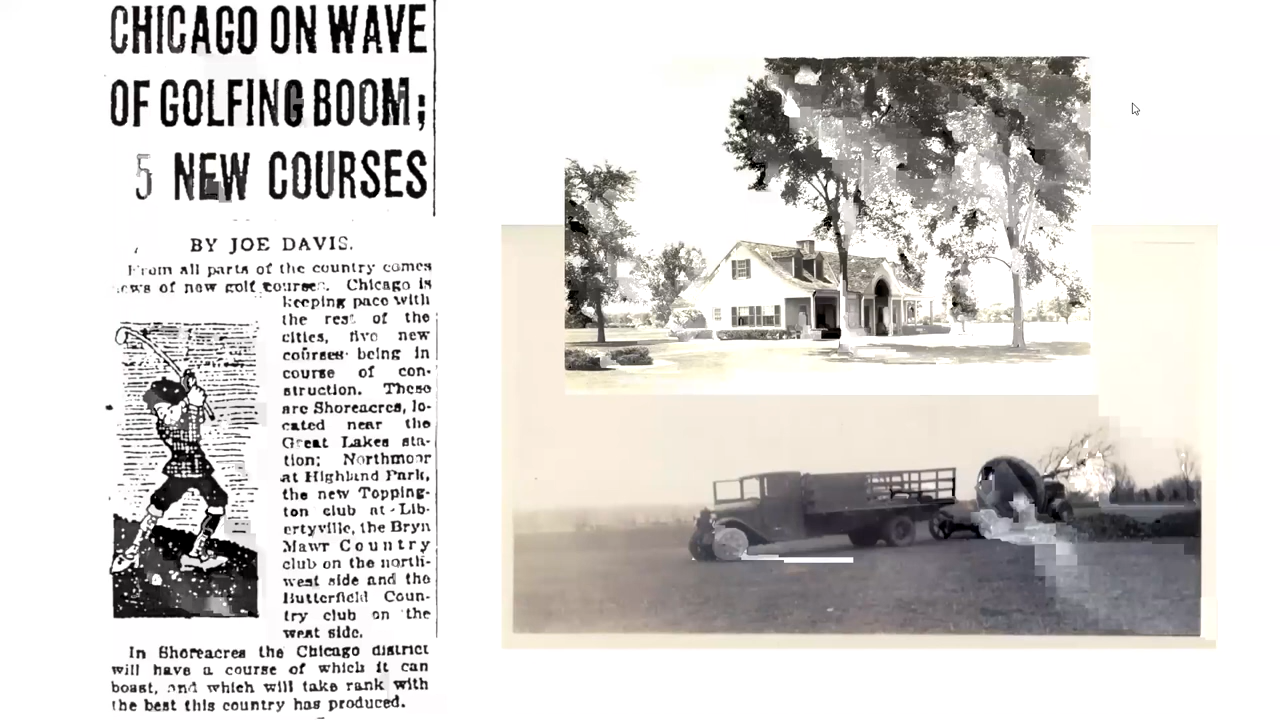 CHICAGO ON WAVE
OF GOLFING BOOM;
5 NEW COURSES
BY JOE DAVIS.
From all parts of the country comes
news of new golf courses. Chicago is
keeping pace with
the rest of the
cities, five new
courses being in
course of con-
struction. These
are Shoreacres, lo-
cated near the
Great Lakes sta-
tion; Northmoor
at Highland Park,
the new Topping-
ton club at Lib-
ertyville, the Bryn
Mawr Country
club on the north-
west side and the
Butterfield Coun-
try club on the
west side.
In Shoreacres the Chicago district
will have a course of which it can
boast, and which will take rank with
the best this country has produced.